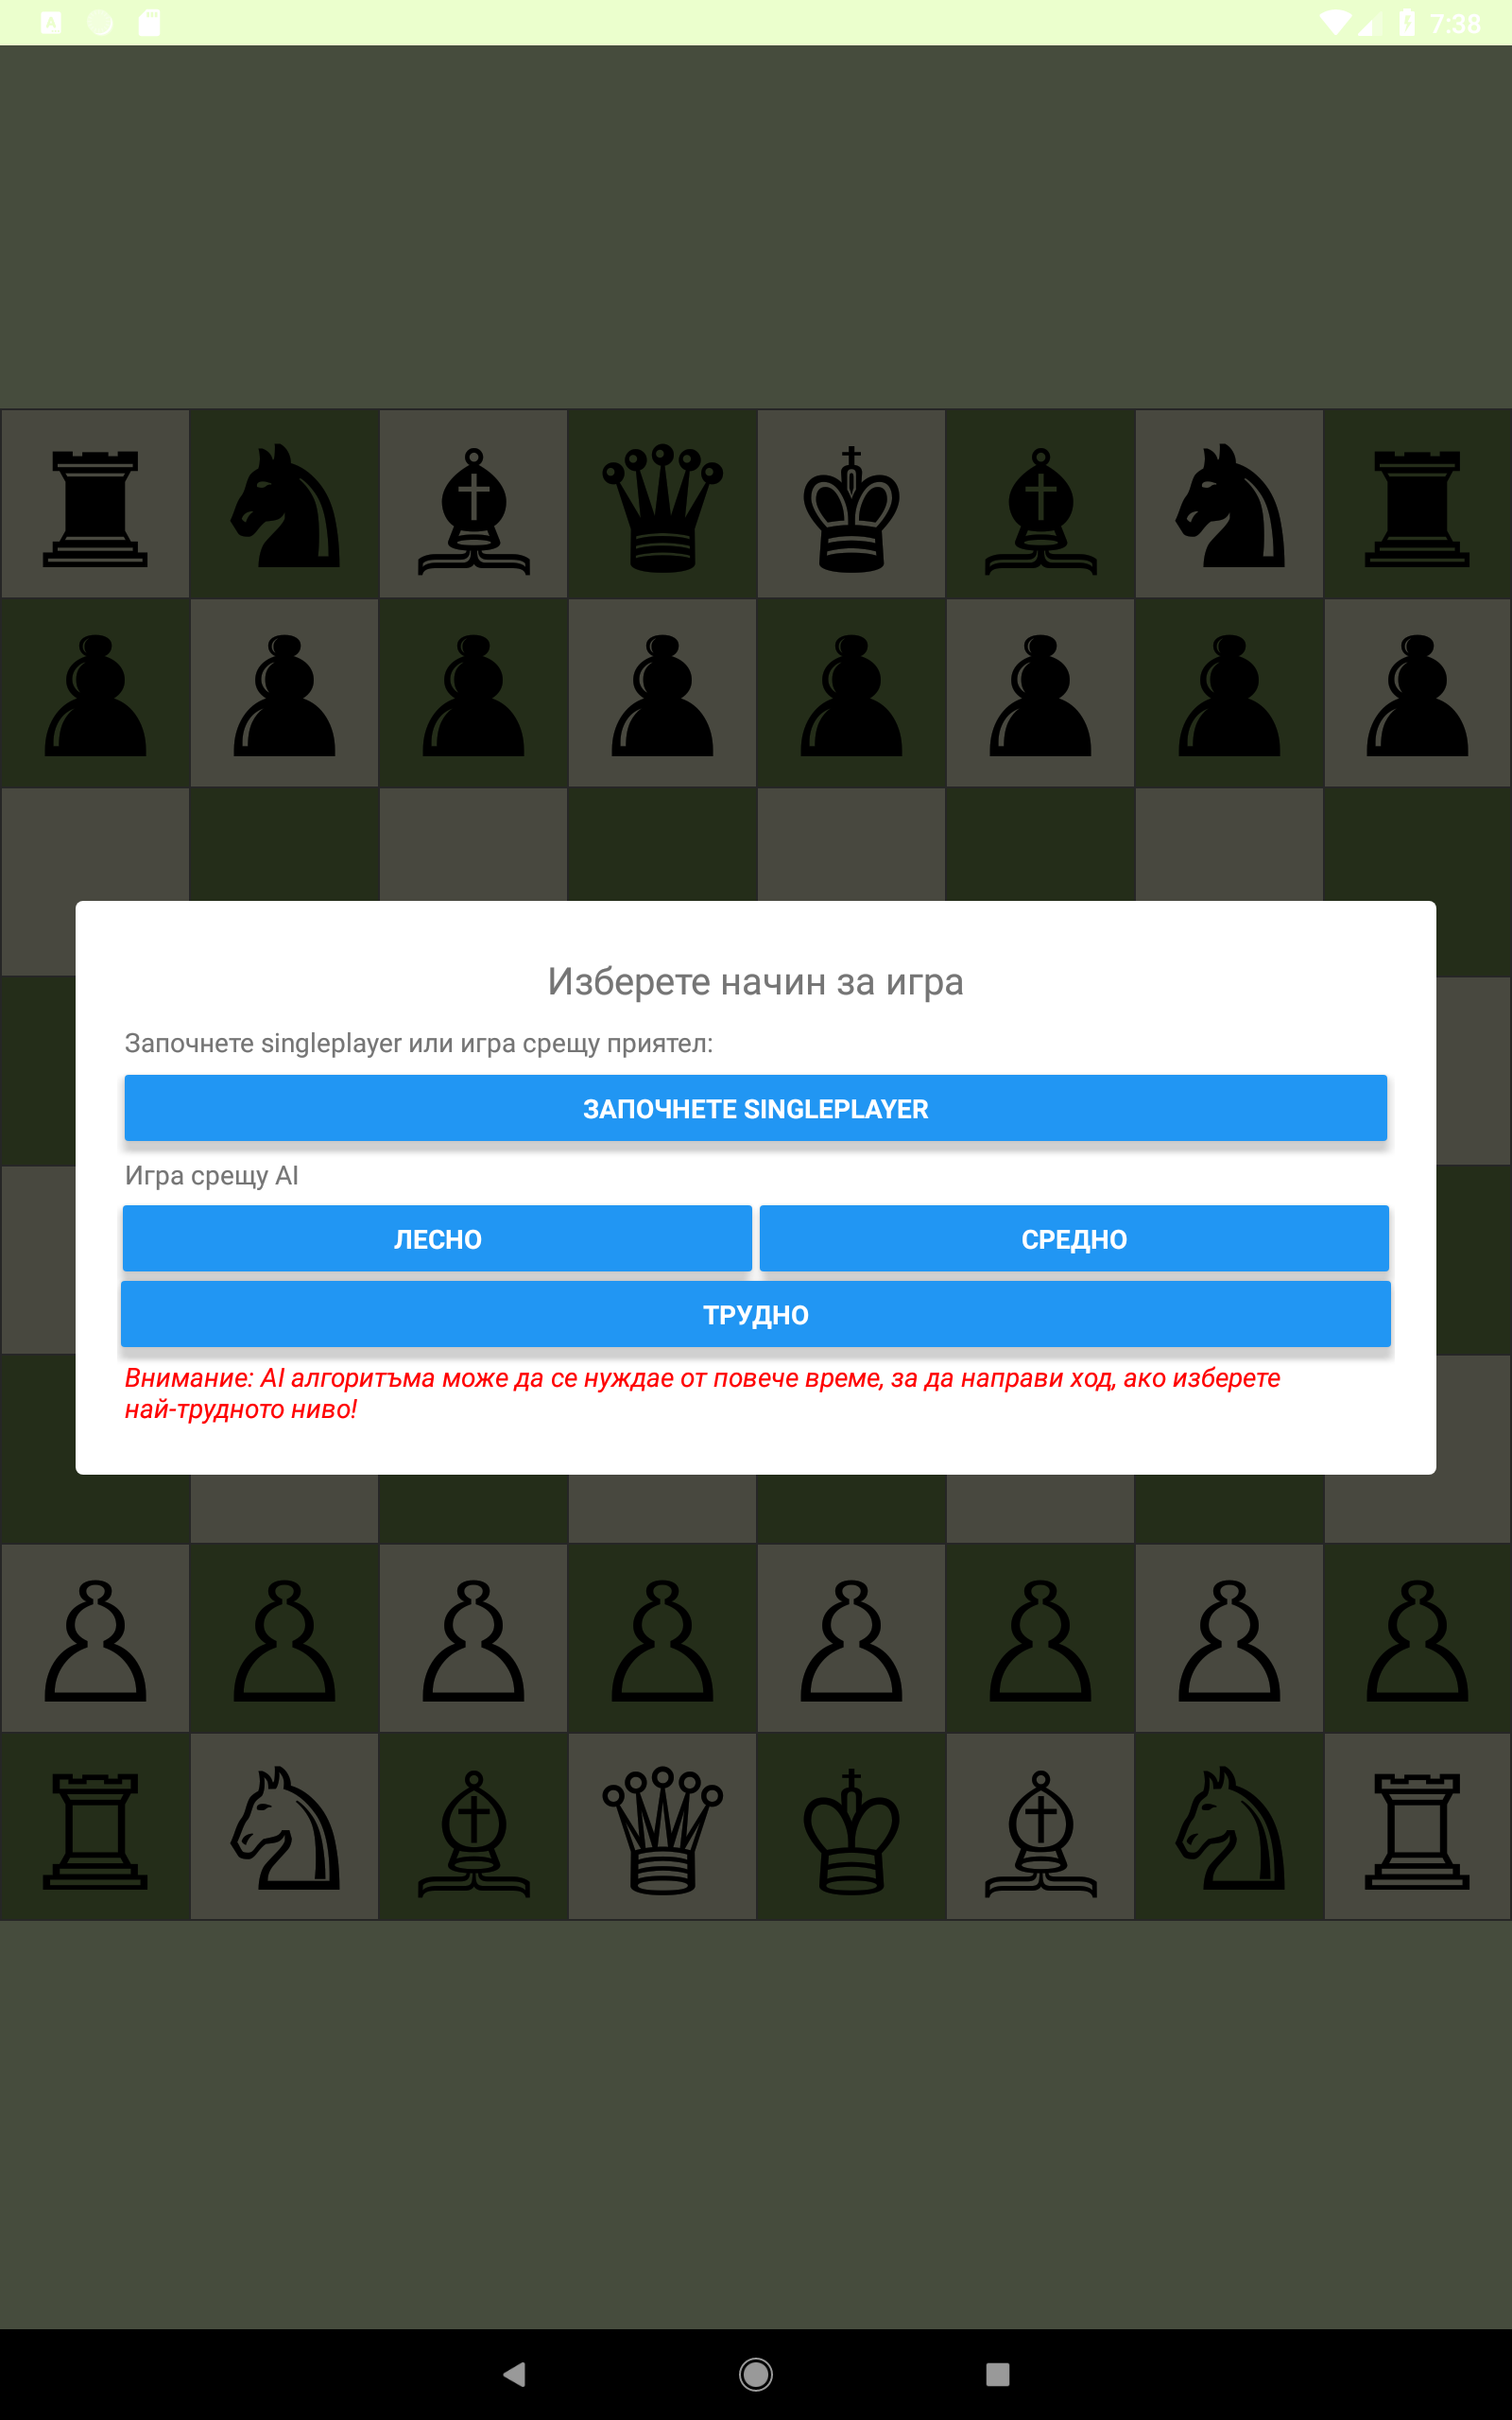 7:38
Изберете начин за игра
Започнете singleplayer или игра срещу приятел:
ЗАПОЧНЕТЕ SINGLEPLAYER
Игра срещу AI
ЛЕСНО
СРЕДНО
ТРУДНО
Внимание: AI алгоритъма може да се нуждае от повече време, за да направи ход, ако изберете
най-трудното ниво!